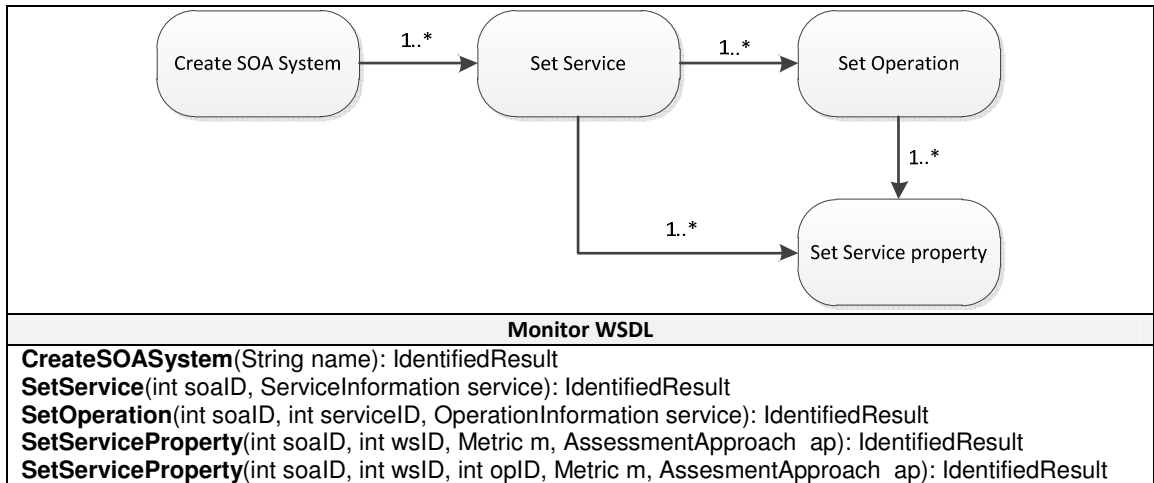 Create SOA System
1..*
Set Service
1..*
Set Operation
1..*
1..*
Set Service property
Monitor WSDL
CreateSOASystem(String name): IdentifiedResult
SetService(int soaID, ServiceInformation service): IdentifiedResult
SetOperation(int soaID, int serviceID, OperationInformation service): IdentifiedResult
SetServiceProperty(int soaID, int wsID, Metric m, AssessmentApproach ap): IdentifiedResult
SetServiceProperty(int soaID, int wsID, int opID, Metric m, AssesmentApproach ap): IdentifiedResult